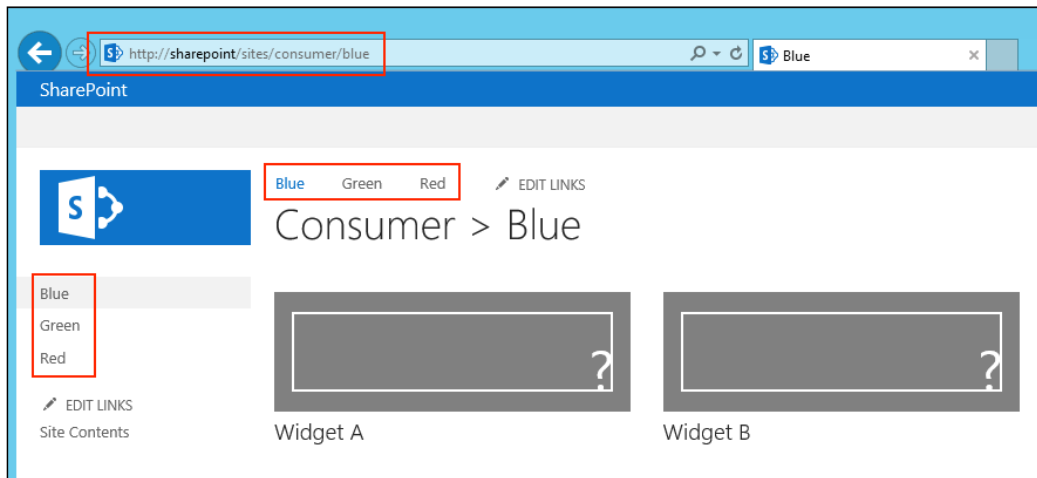 http://sharepoint/sites/consumer/blue
Blue
SharePoint
S
Blue Green Red EDIT LINKS
Consumer > Blue
Blue
Green
Red
EDIT LINKS
Site Contents
?
?
Widget A
Widget B